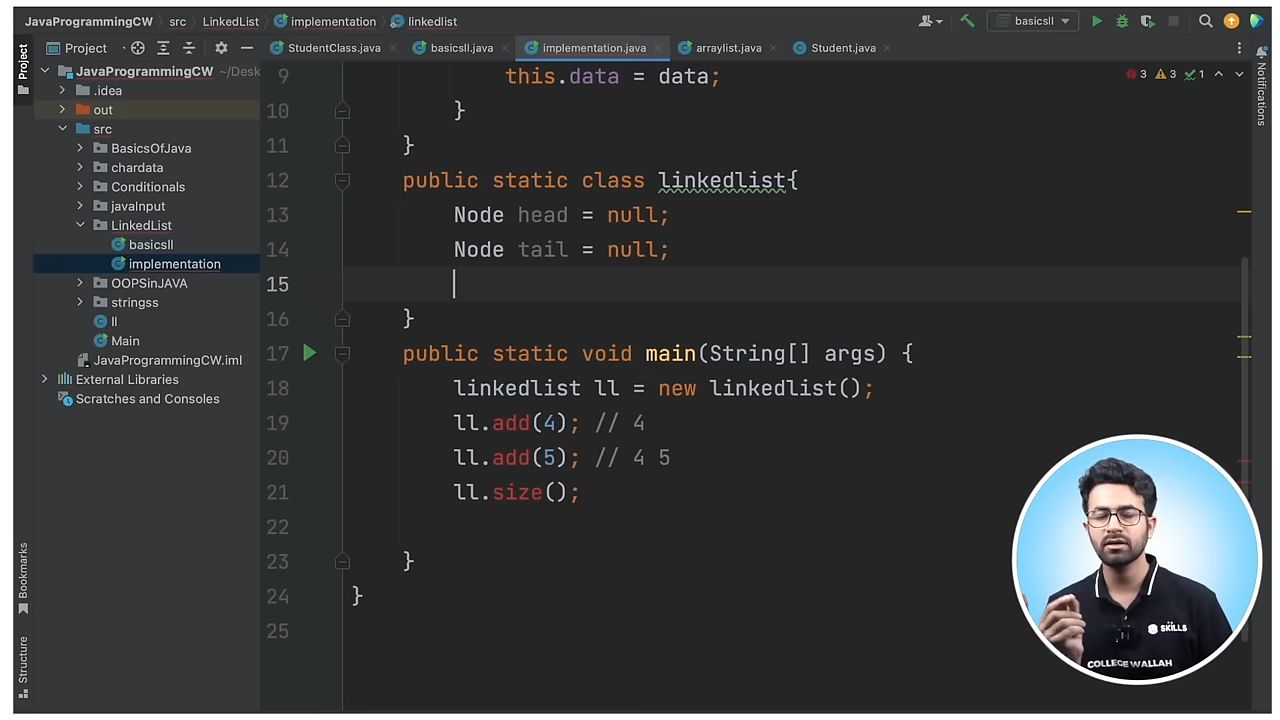 JavaProgrammingCW src LinkedList implementation linkedlist
basicsll
Project
StudentClass.java basicsll.java implementation.java arraylist.java Student.java
Project
JavaProgrammingCW ~/Desk
.idea
out
src
BasicsOfJava
chardata
Conditionals
javaInput
LinkedList
basicsll
implementation
OOPSinJAVA
stringss
ll
Main
JavaProgrammingCW.iml
External Libraries
Scratches and Consoles
Bookmarks
Structure
Notifications
3 3 1
9 this.data = data;
10 }
11 }
12 public static class linkedlist{
13 Node head = null;
14 Node tail = null;
15
16 }
17 public static void main(String[] args) {
18 linkedlist ll = new linkedlist();
19 ll.add(4); // 4
20 ll.add(5); // 4 5
21 ll.size();
22
23 }
24 }
25
SKILLS
COLLEGE WALLAH